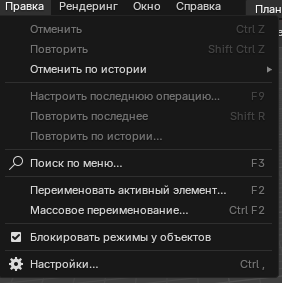 Правка Рендеринг Окно Справка План
Отменить Ctrl Z
Повторить Shift Ctrl Z
Отменить по истории
Настроить последнюю операцию... F9
Повторить последнее Shift R
Повторить по истории...
Поиск по меню... F3
Переименовать активный элемент... F2
Массовое переименование... Ctrl F2
Блокировать режимы у объектов
Настройки... Ctrl ,